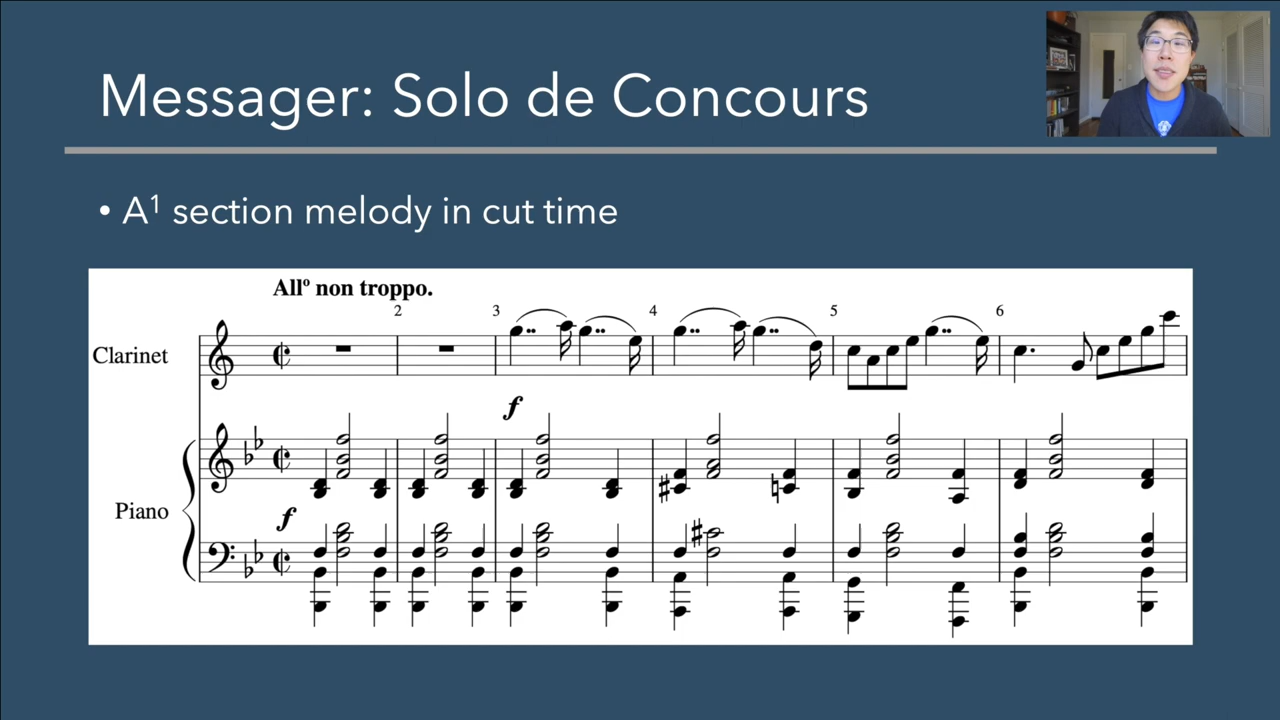 Messager: Solo de Concours
• A¹ section melody in cut time
Allº non troppo.
2 3 4 5 6
Clarinet
f
Piano
f